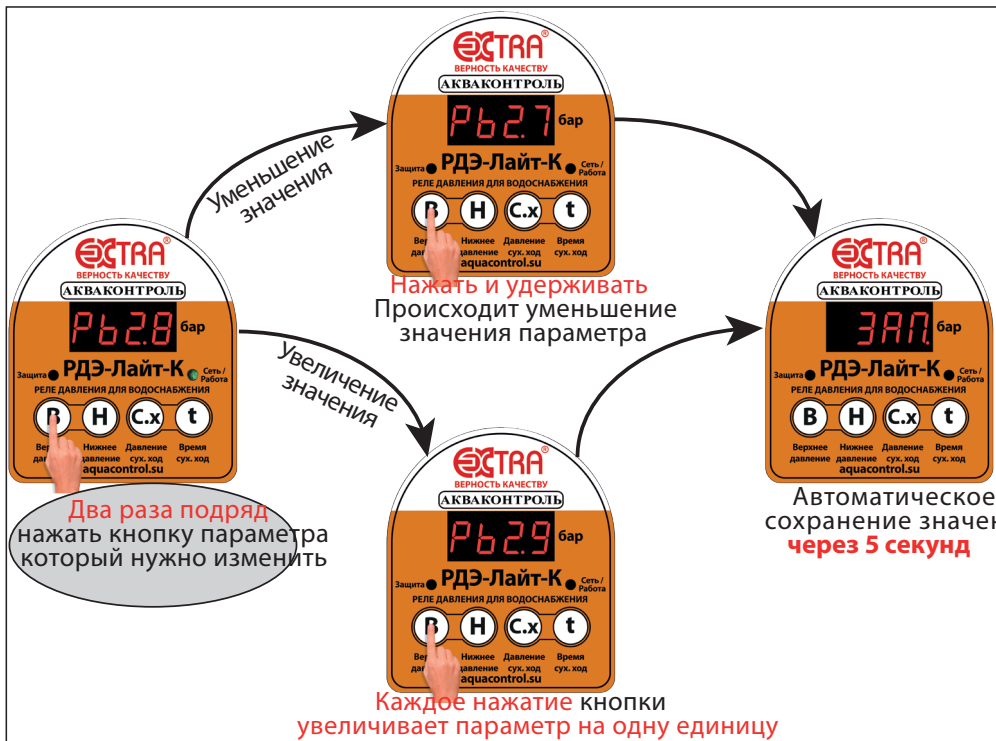 EXTRA®
ВЕРНОСТЬ КАЧЕСТВУ
АКВАКОНТРОЛЬ
Рb2.7 бар
Защита РДЭ-Лайт-К Сеть / Работа
РЕЛЕ ДАВЛЕНИЯ ДЛЯ ВОДОСНАБЖЕНИЯ
В Н С.х t
Нижнее Давление Время
давление сух. ход сух. ход
aquacontrol.su
Нажать и удерживать
Происходит уменьшение
значения параметра
Уменьшение
значения
EXTRA®
ВЕРНОСТЬ КАЧЕСТВУ
АКВАКОНТРОЛЬ
Рb2.8 бар
Защита РДЭ-Лайт-К Сеть / Работа
РЕЛЕ ДАВЛЕНИЯ ДЛЯ ВОДОСНАБЖЕНИЯ
В Н С.х t
Нижнее Давление Время
давление сух. ход сух. ход
aquacontrol.su
Два раза подряд
нажать кнопку параметра
который нужно изменить
Увеличение
значения
EXTRA®
ВЕРНОСТЬ КАЧЕСТВУ
АКВАКОНТРОЛЬ
Рb2.9 бар
Защита РДЭ-Лайт-К Сеть / Работа
РЕЛЕ ДАВЛЕНИЯ ДЛЯ ВОДОСНАБЖЕНИЯ
В Н С.х t
Нижнее Давление Время
давление сух. ход сух. ход
aquacontrol.su
Каждое нажатие кнопки
увеличивает параметр на одну единицу
EXTRA®
ВЕРНОСТЬ КАЧЕСТВУ
АКВАКОНТРОЛЬ
ЗАП. бар
Защита РДЭ-Лайт-К Сеть / Работа
РЕЛЕ ДАВЛЕНИЯ ДЛЯ ВОДОСНАБЖЕНИЯ
В Н С.х t
Верхнее Нижнее Давление Время
давление давление сух. ход сух. ход
aquacontrol.su
Автоматическое
сохранение
через 5 секунд